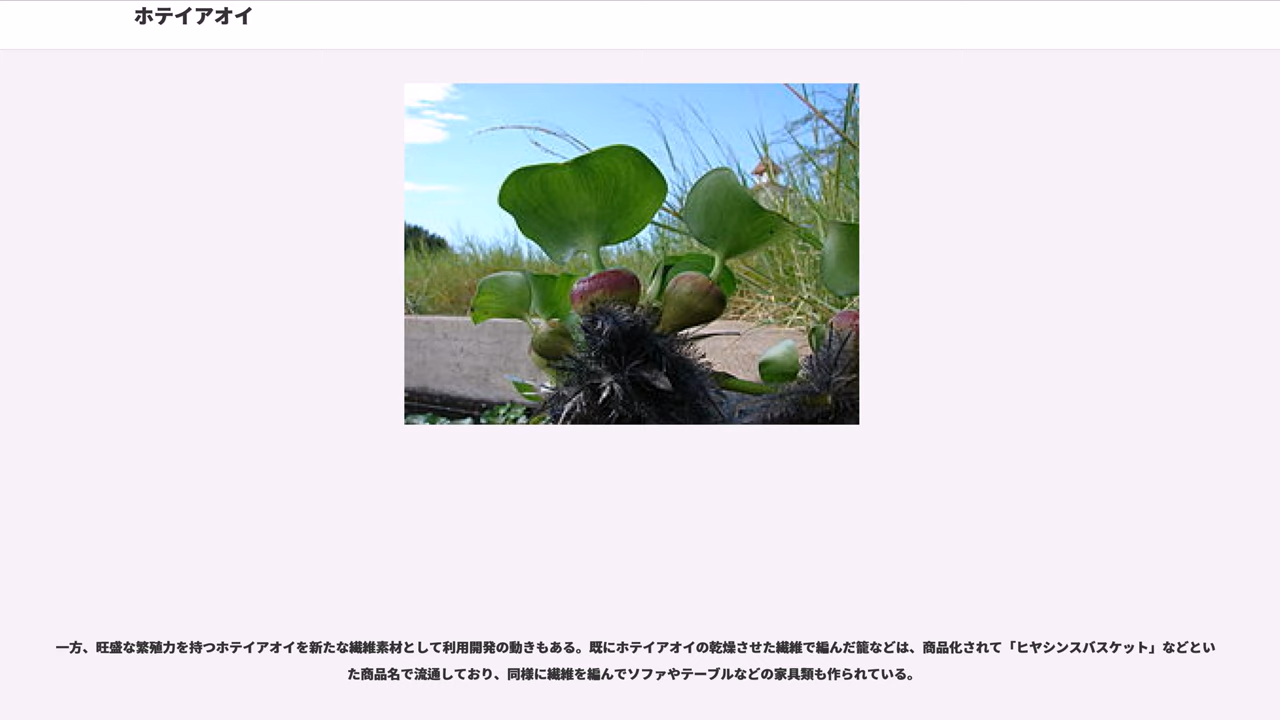 ホテイアオイ
一方、旺盛な繁殖力を持つホテイアオイを新たな繊維素材として利用開発の動きもある。既にホテイアオイの乾燥させた繊維で編んだ籠などは、商品化されて「ヒヤシンスバスケット」などとい
た商品名で流通しており、同様に繊維を編んでソファやテーブルなどの家具類も作られている。